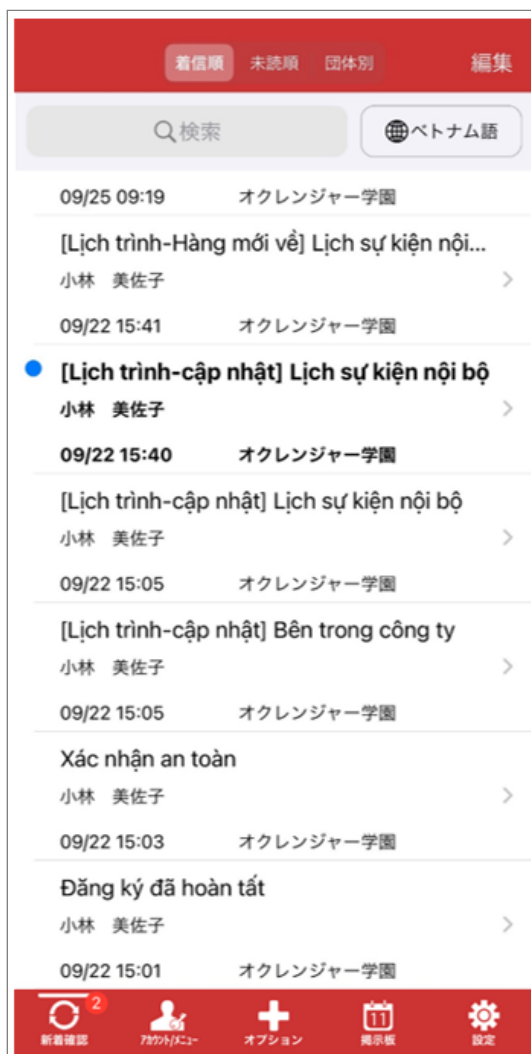 着信順 未読順 団体別 編集
検索 ベトナム語
09/25 09:19 オクレンジャー学園
[Lịch trình-Hàng mới về] Lịch sự kiện nội...
小林 美佐子
09/22 15:41 オクレンジャー学園
[Lịch trình-cập nhật] Lịch sự kiện nội bộ
小林 美佐子
09/22 15:40 オクレンジャー学園
[Lịch trình-cập nhật] Lịch sự kiện nội bộ
小林 美佐子
09/22 15:05 オクレンジャー学園
[Lịch trình-cập nhật] Bên trong công ty
小林 美佐子
09/22 15:05 オクレンジャー学園
Xác nhận an toàn
小林 美佐子
09/22 15:03 オクレンジャー学園
Đăng ký đã hoàn tất
小林 美佐子
09/22 15:01 オクレンジャー学園
2 11
新着確認 ｱｶｳﾝﾄ/ﾒﾆｭｰ オプション 掲示板 設定